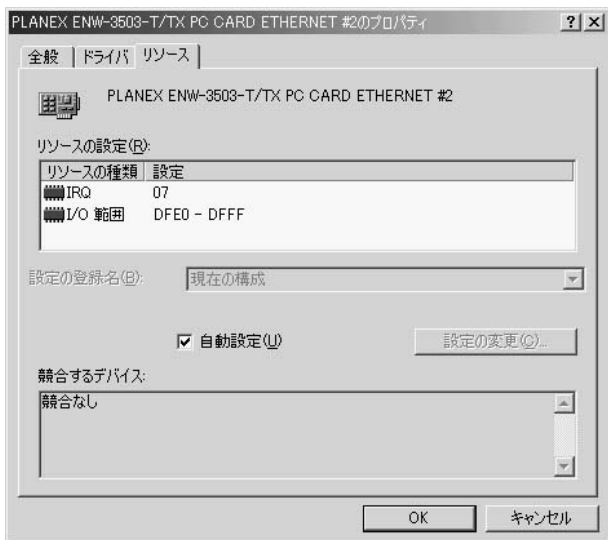 PLANEX ENW-3503-T/TX PC CARD ETHERNET #2のプロパティ
全般 ドライバ リソース
PLANEX ENW-3503-T/TX PC CARD ETHERNET #2
リソースの設定(R):
リソースの種類 設定
IRQ 07
I/O 範囲 DFE0 - DFFF
設定の登録名(B): 現在の構成
自動設定(U) 設定の変更(C)...
競合するデバイス:
競合なし
OK キャンセル